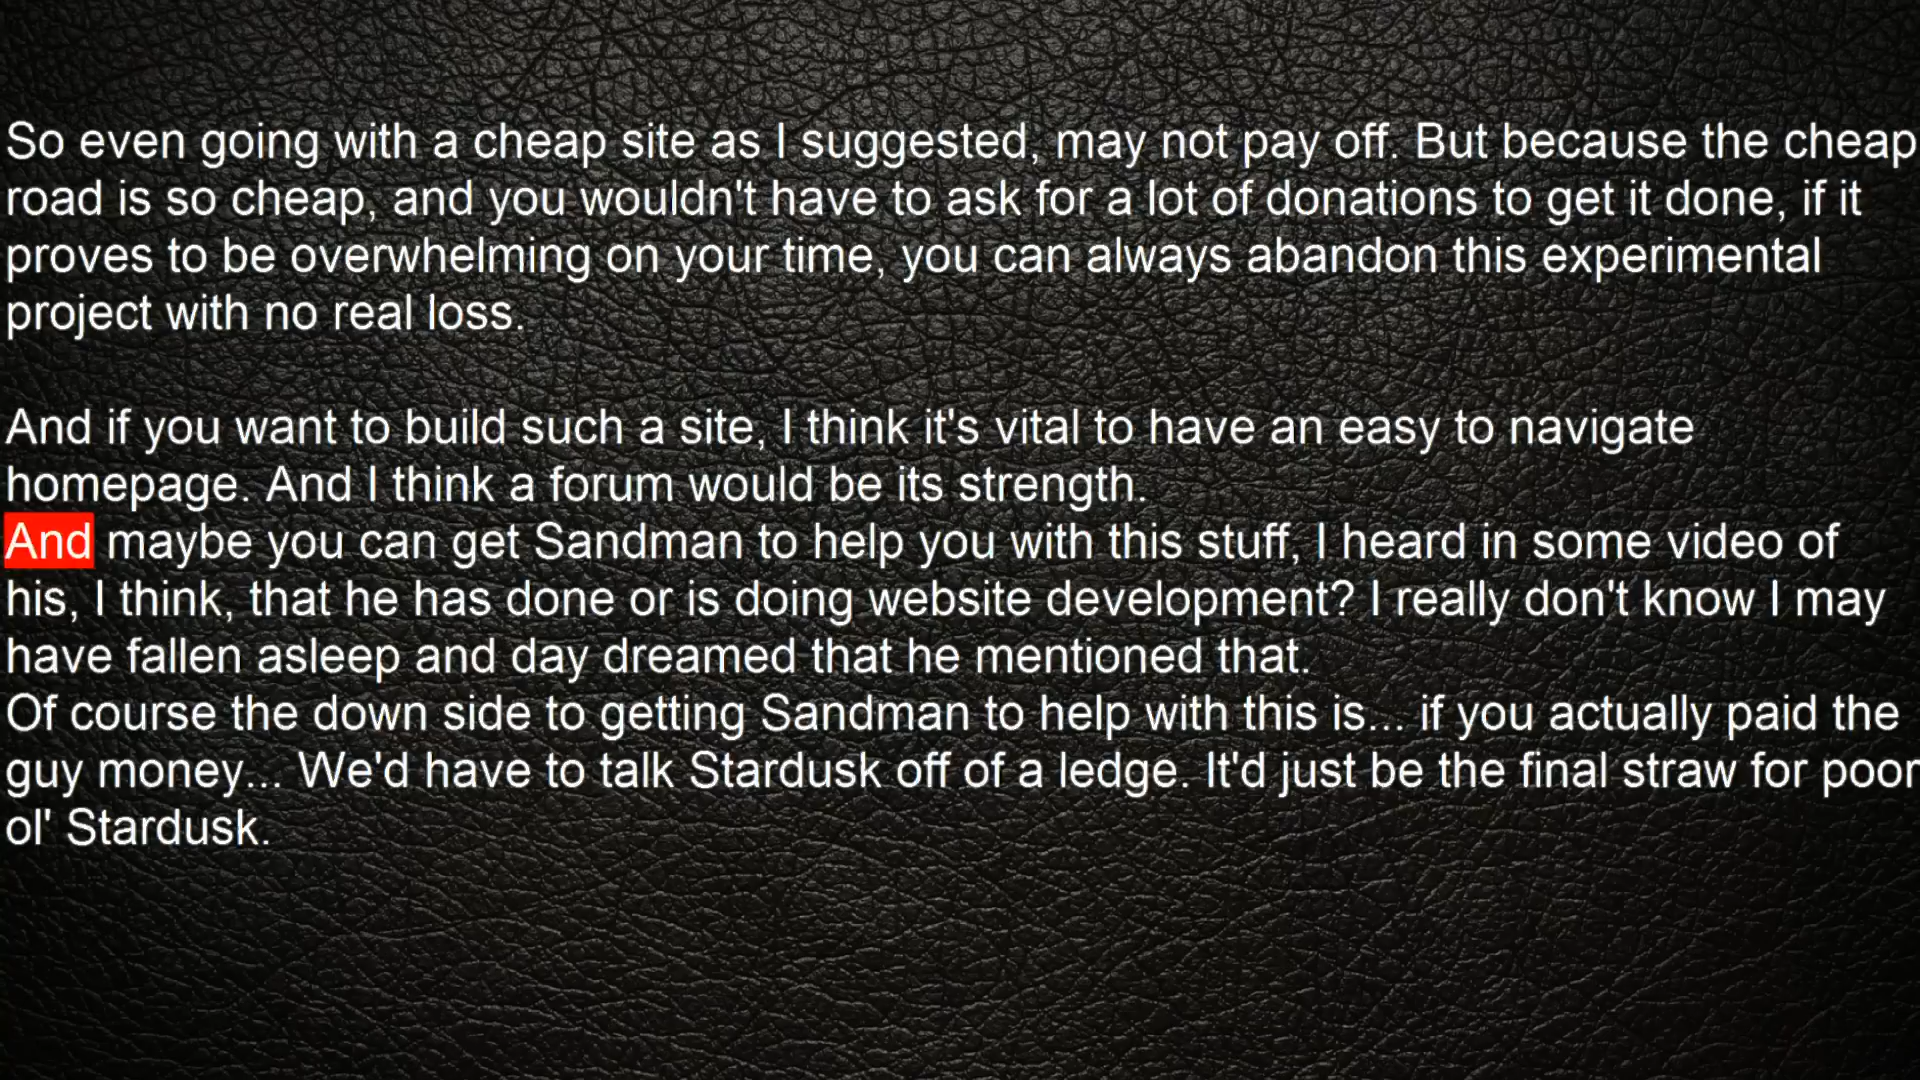 So even going with a cheap site as I suggested, may not pay off. But because the cheap
road is so cheap, and you wouldn't have to ask for a lot of donations to get it done, if it
proves to be overwhelming on your time, you can always abandon this experimental
project with no real loss.
And if you want to build such a site, I think it's vital to have an easy to navigate
homepage. And I think a forum would be its strength.
And maybe you can get Sandman to help you with this stuff, I heard in some video of
his, I think, that he has done or is doing website development? I really don't know I may
have fallen asleep and day dreamed that he mentioned that.
Of course the down side to getting Sandman to help with this is... if you actually paid the
guy money... We'd have to talk Stardusk off of a ledge. It'd just be the final straw for poor
ol' Stardusk.